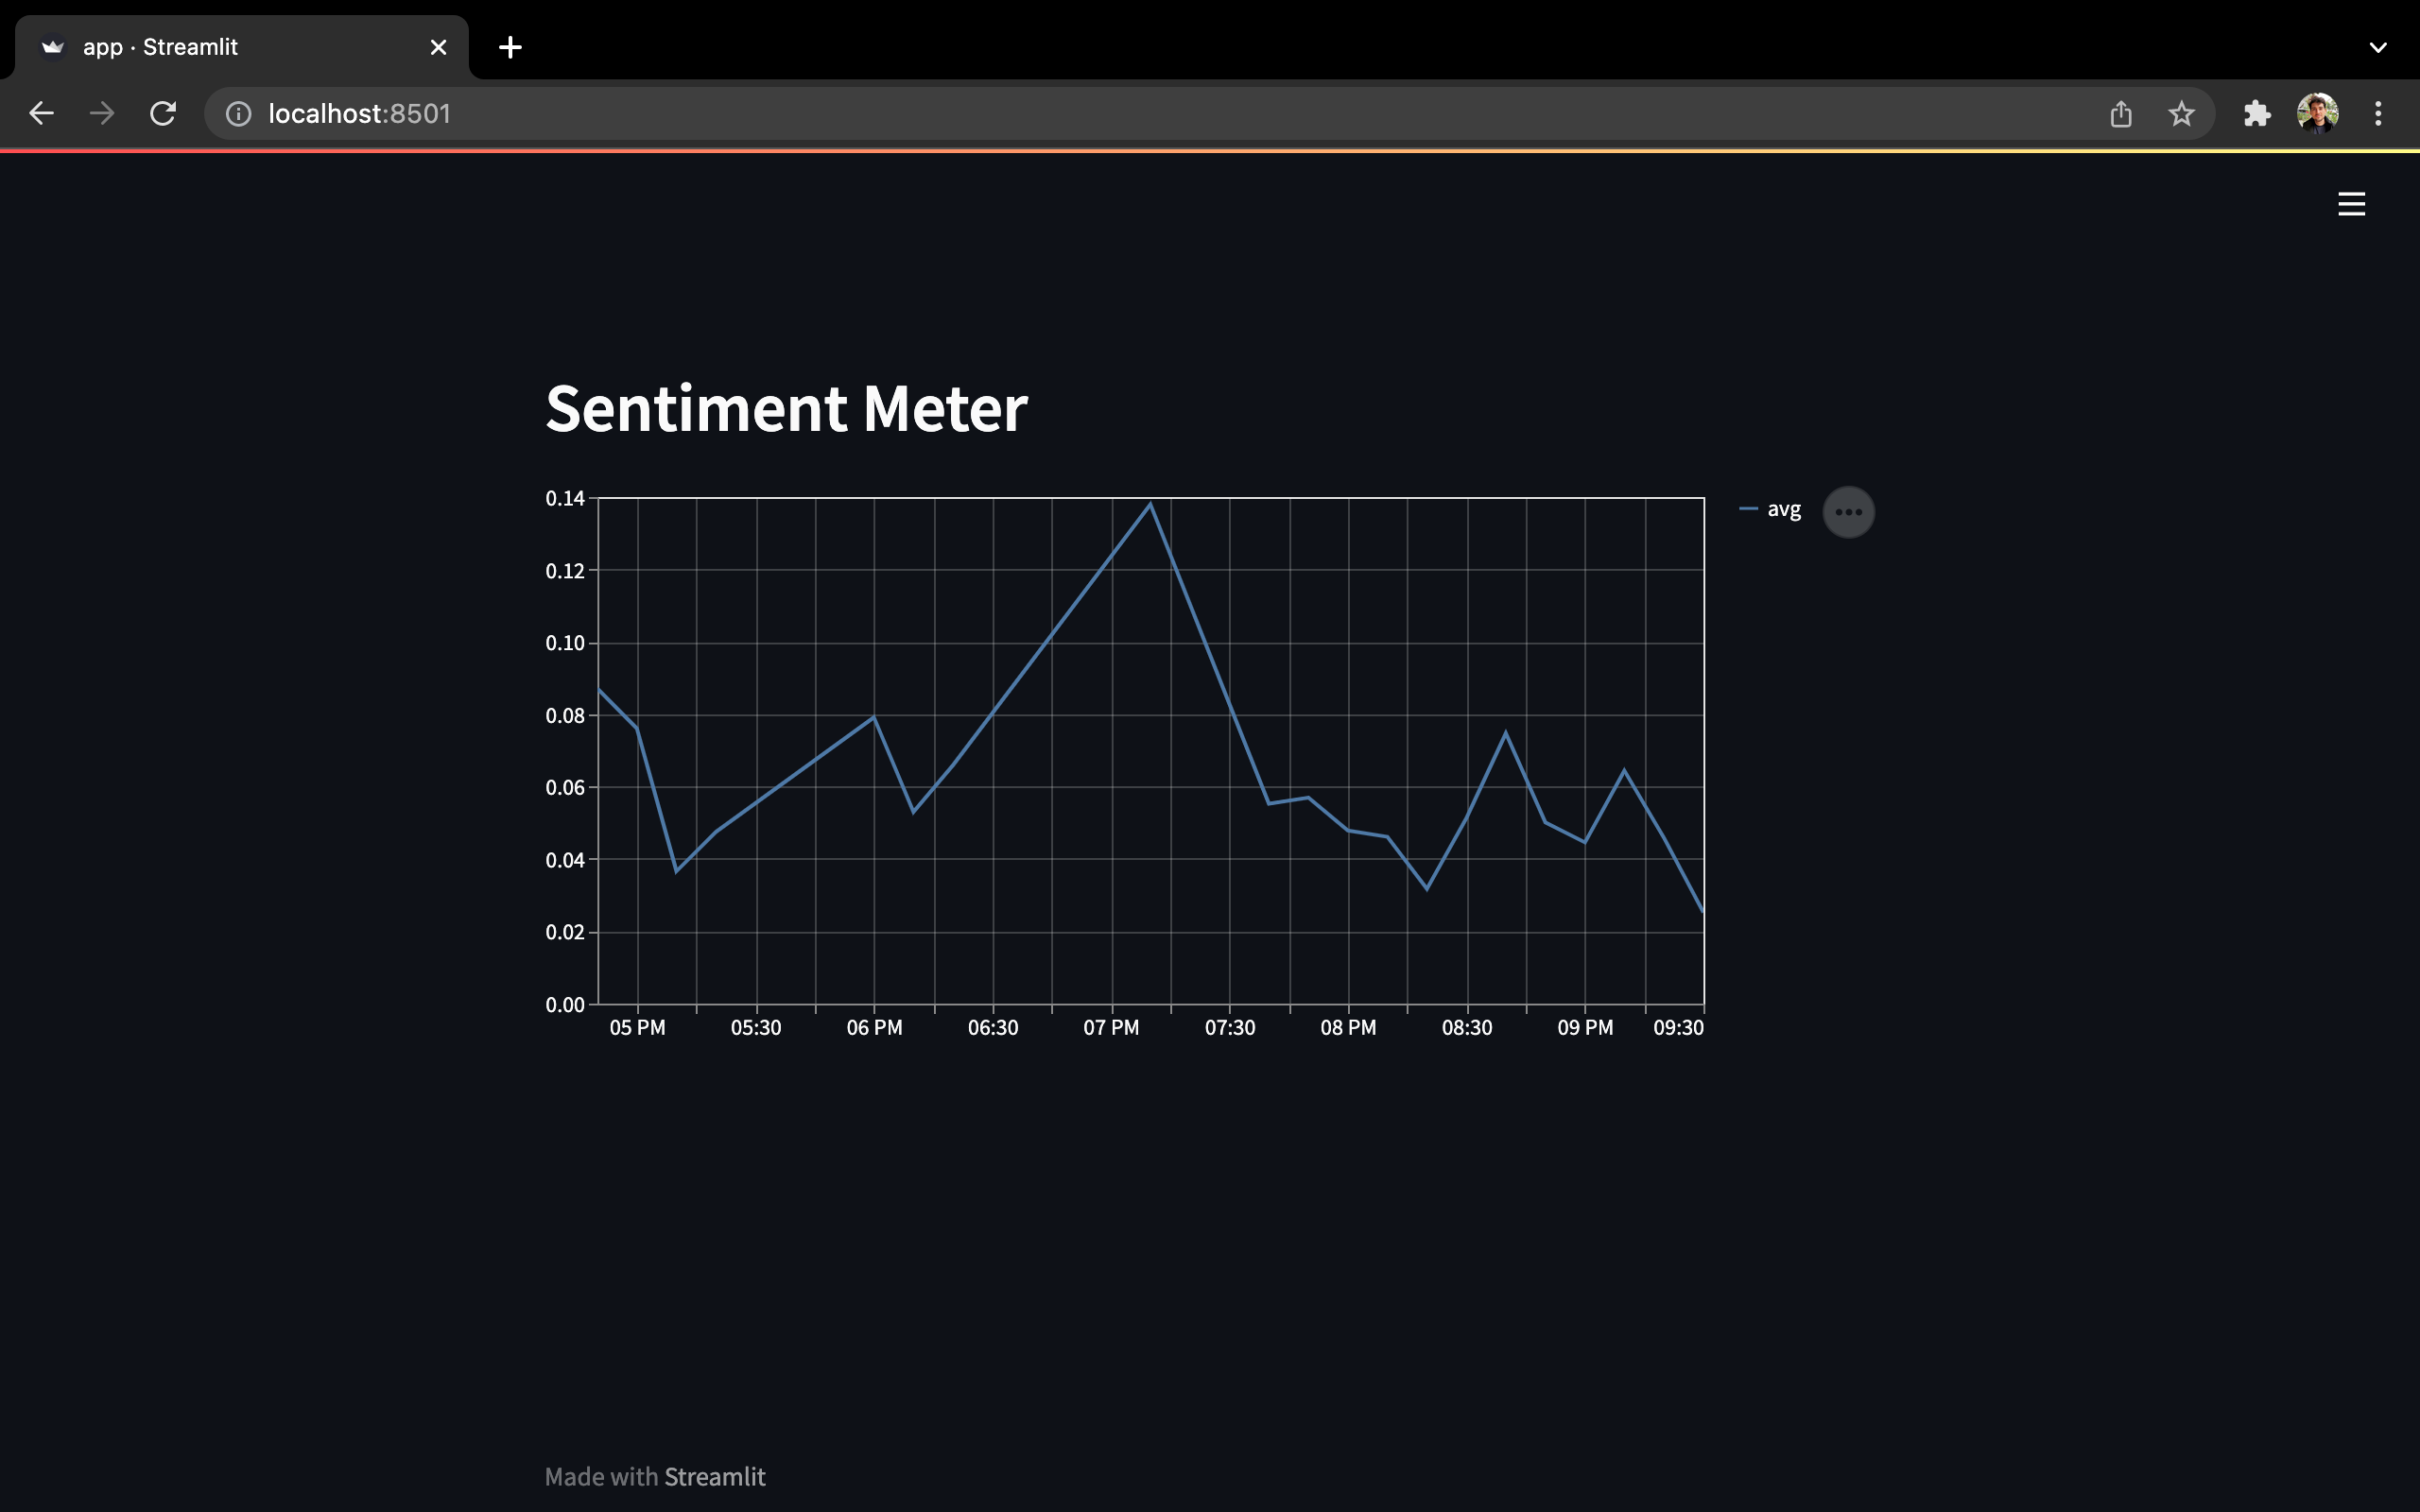 app · Streamlit
localhost:8501
Sentiment Meter
avg
0.14
0.12
0.10
0.08
0.06
0.04
0.02
0.00
05 PM 05:30 06 PM 06:30 07 PM 07:30 08 PM 08:30 09 PM 09:30
Made with Streamlit